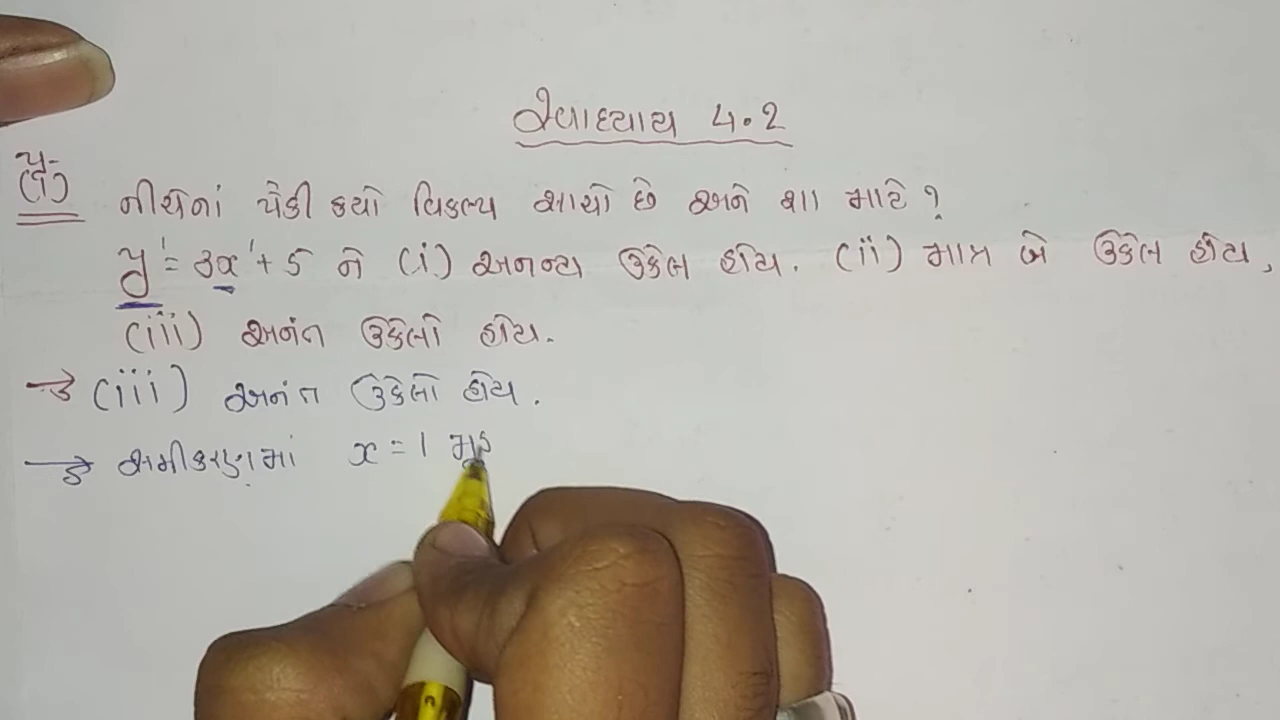 સ્વાધ્યાય 4.2
પ્ર-(1) નીચેનાં પૈકી કયો વિકલ્પ સાચો છે અને શા માટે ?
y' = 3x' + 5 ને (i) અનન્ય ઉકેલ હોય. (ii) માત્ર બે ઉકેલ હોય,
(iii) અનંત ઉકેલો હોય.
→ (iii) અનંત ઉકેલો હોય.
→ સમીકરણમાં x = 1